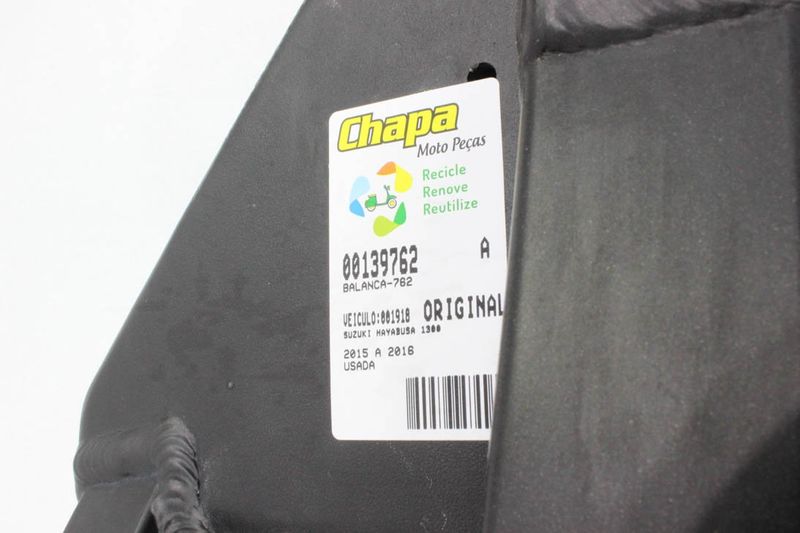 Chapa
Moto Peças
Recicle
Renove
Reutilize
00139762 A
BALANCA-762
VEICULO:001918 ORIGINAL
SUZUKI HAYABUSA 1300
2015 A 2016
USADA